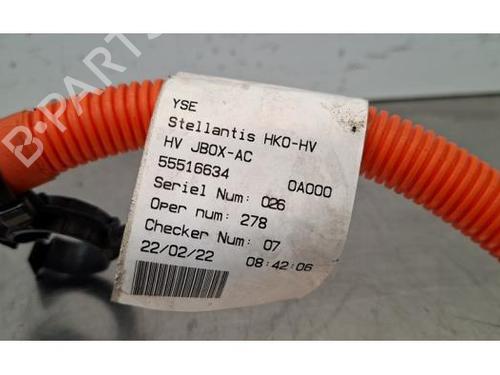 YSE
Stellantis HKO-HV
HV JBOX-AC
55516634 0A000
Seriel Num: 026
Oper num: 278
Checker Num: 07
22/02/22 08:42:06
B-PARTS